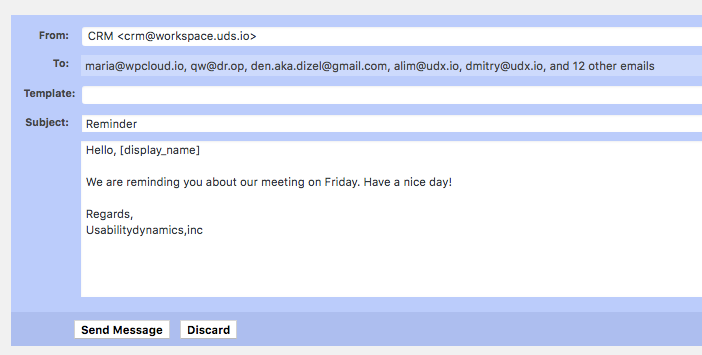 From: CRM <crm@workspace.uds.io>
To: maria@wpcloud.io, qw@dr.op, den.aka.dizel@gmail.com, alim@udx.io, dmitry@udx.io, and 12 other emails
Template:
Subject: Reminder
Hello, [display_name]
We are reminding you about our meeting on Friday. Have a nice day!
Regards,
Usabilitydynamics,inc
Send Message Discard